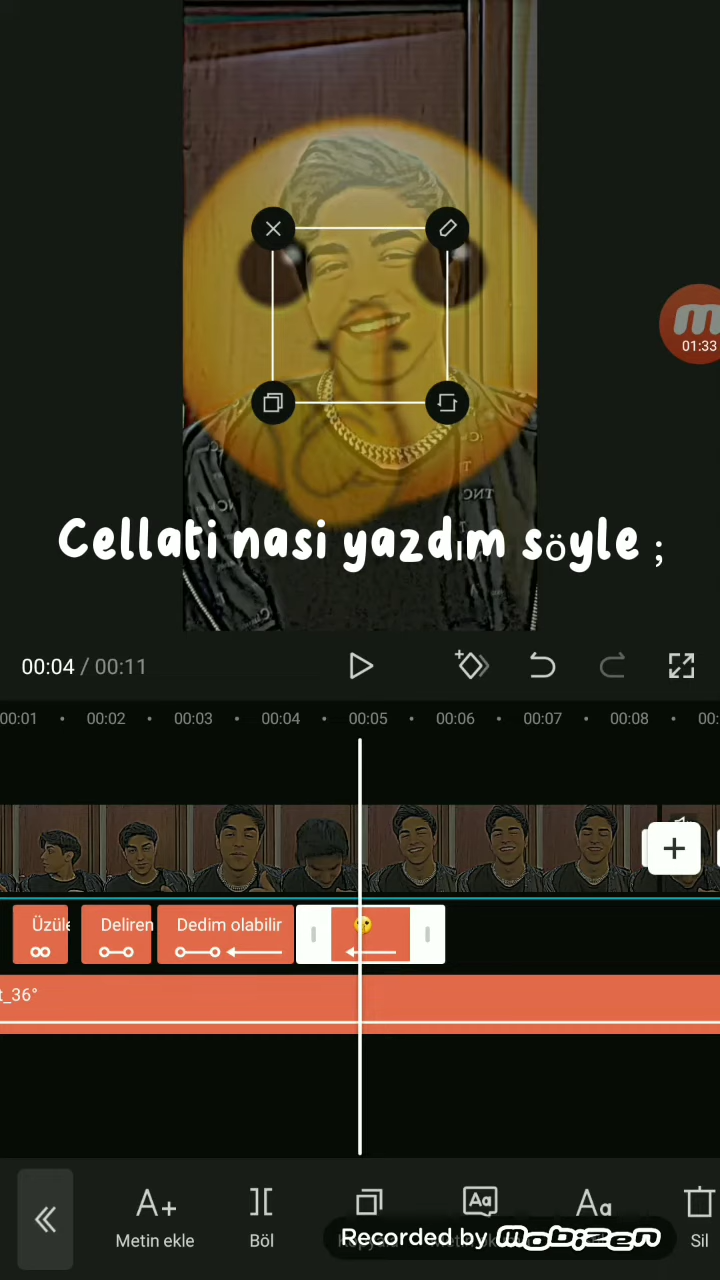 01:33
Cellati nasi yazdım söyle ;
00:04 / 00:11
00:01 00:02 00:03 00:04 00:05 00:06 00:07 00:08 00:
Üzüle Deliren Dedim olabilir
t_36°
Metin ekle Böl Sil
Recorded by mobizen